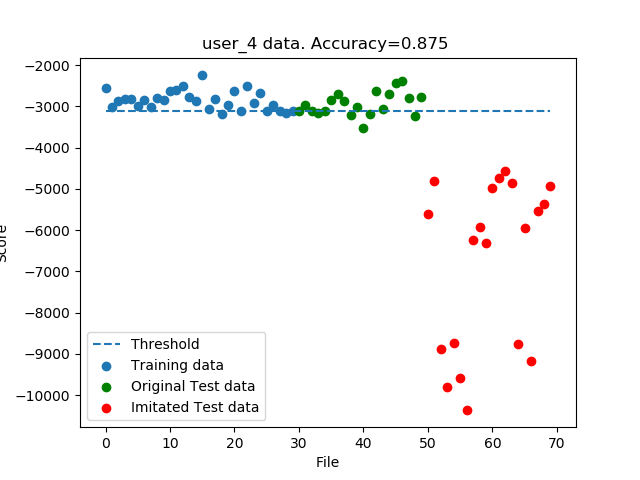 user_4 data. Accuracy=0.875
−2000
−3000
−4000
−5000
−6000
−7000
−8000
−9000
−10000
Score
Threshold
Training data
Original Test data
Imitated Test data
0 10 20 30 40 50 60 70
File